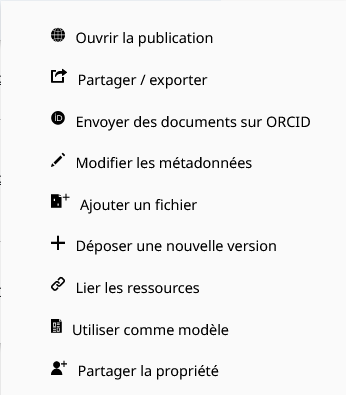 Ouvrir la publication
Partager / exporter
iD Envoyer des documents sur ORCID
Modifier les métadonnées
Ajouter un fichier
Déposer une nouvelle version
Lier les ressources
Utiliser comme modèle
Partager la propriété